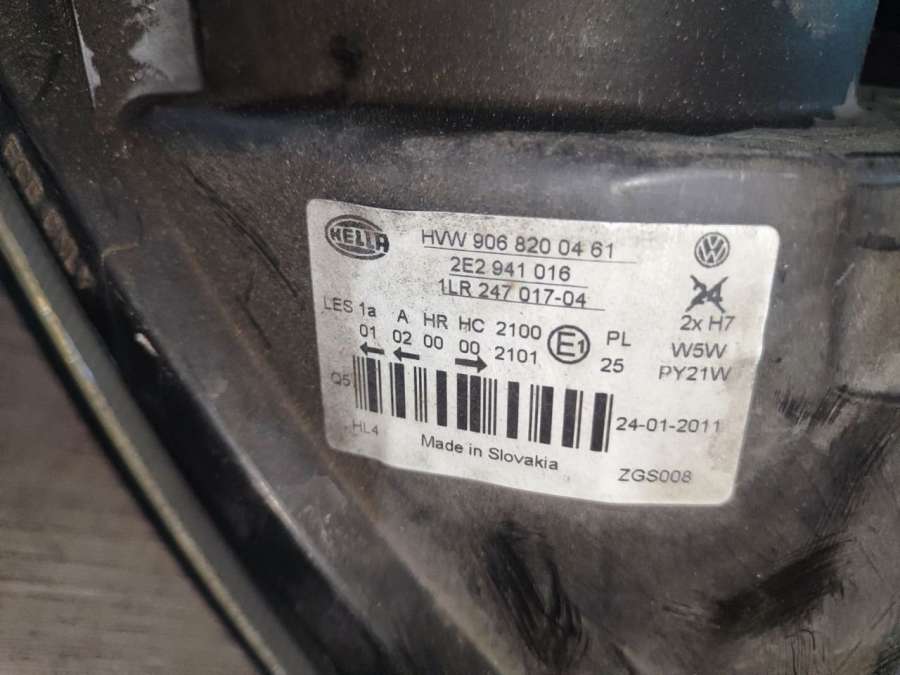 HELLA
HVW 906 820 04 61
2E2 941 016
1LR 247 017-04
24
2x H7
W5W
PY21W
LES 1a A HR HC 2100 E1 PL
01 02 00 00 2101 25
Q5
24-01-2011
HL4
Made in Slovakia
ZGS008